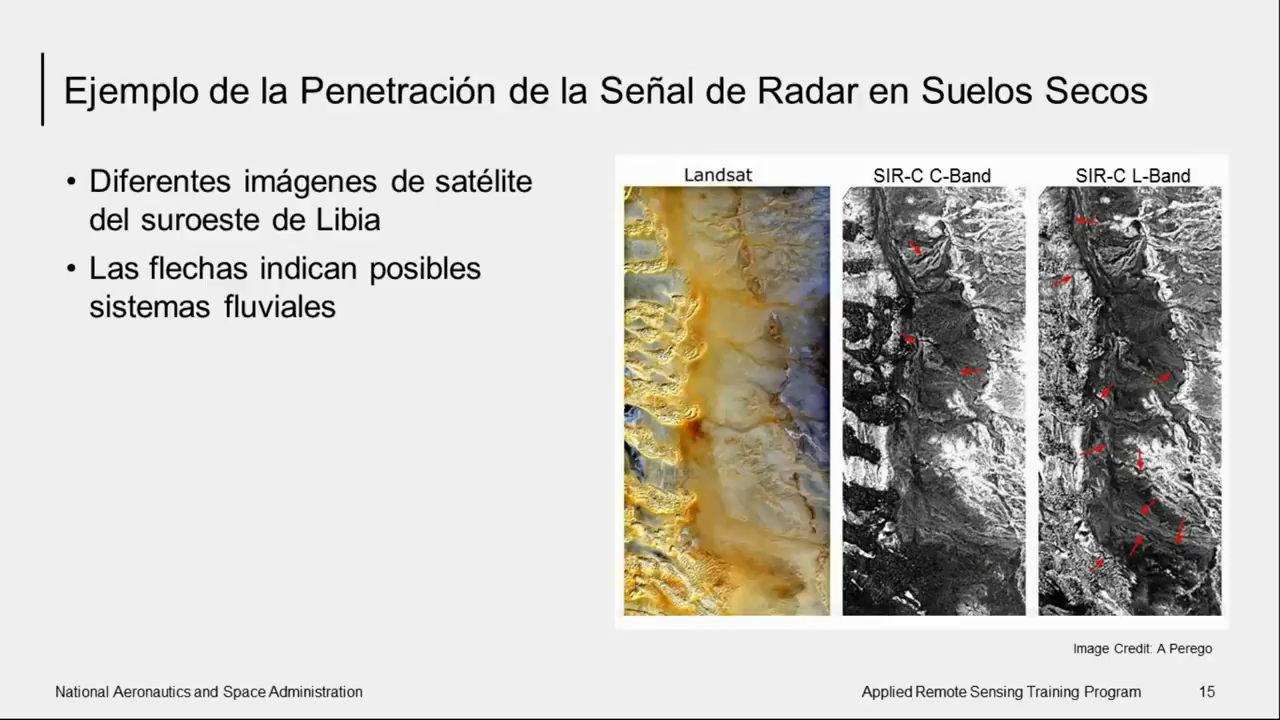 Ejemplo de la Penetración de la Señal de Radar en Suelos Secos
• Diferentes imágenes de satélite
del suroeste de Libia
• Las flechas indican posibles
sistemas fluviales
Landsat
SIR-C C-Band
SIR-C L-Band
Image Credit: A Perego
National Aeronautics and Space Administration
Applied Remote Sensing Training Program
15